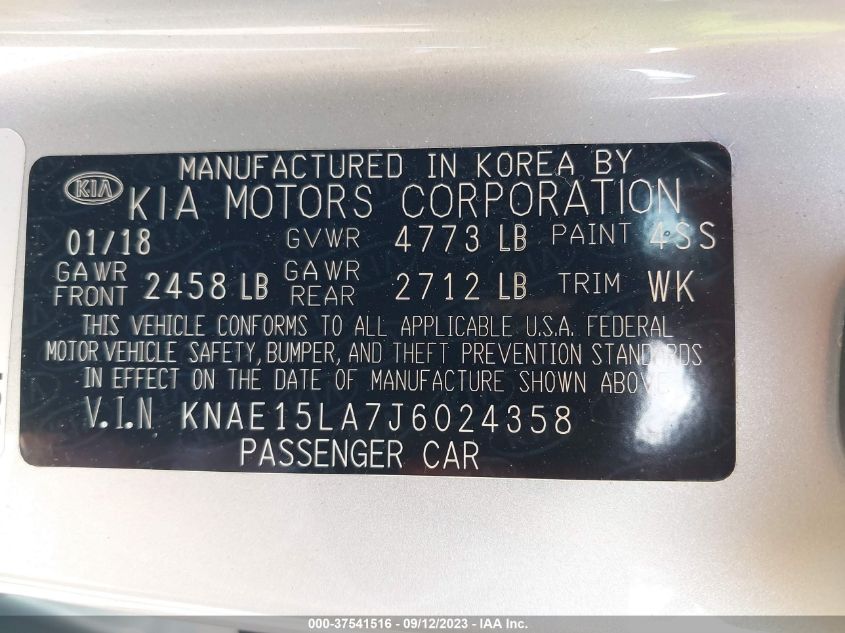 MANUFACTURED IN KOREA BY
KIA KIA MOTORS CORPORATION
01/18 GVWR 4773 LB PAINT 4SS
GAWR FRONT 2458 LB GAWR REAR 2712 LB TRIM WK
THIS VEHICLE CONFORMS TO ALL APPLICABLE U.S.A. FEDERAL
MOTOR VEHICLE SAFETY, BUMPER, AND THEFT PREVENTION STANDARDS
IN EFFECT ON THE DATE OF MANUFACTURE SHOWN ABOVE
V.I.N KNAE15LA7J6024358
PASSENGER CAR
000-37541516 - 09/12/2023 - IAA Inc.